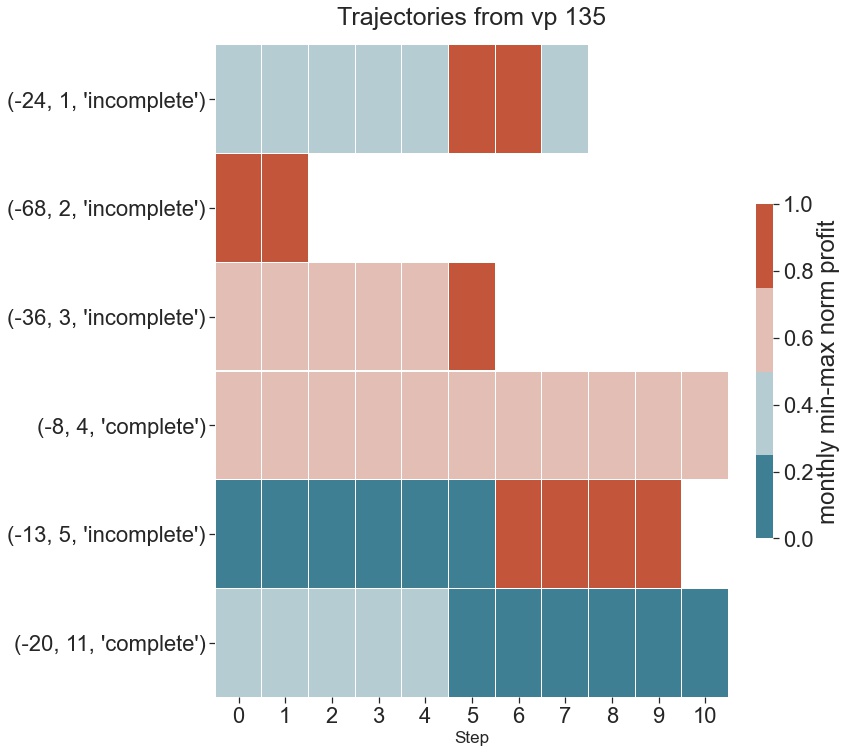 Trajectories from vp 135
(-24, 1, 'incomplete')
(-68, 2, 'incomplete')
(-36, 3, 'incomplete')
(-8, 4, 'complete')
(-13, 5, 'incomplete')
(-20, 11, 'complete')
0 1 2 3 4 5 6 7 8 9 10
Step
1.0
0.8
0.6
0.4
0.2
0.0
monthly min-max norm profit